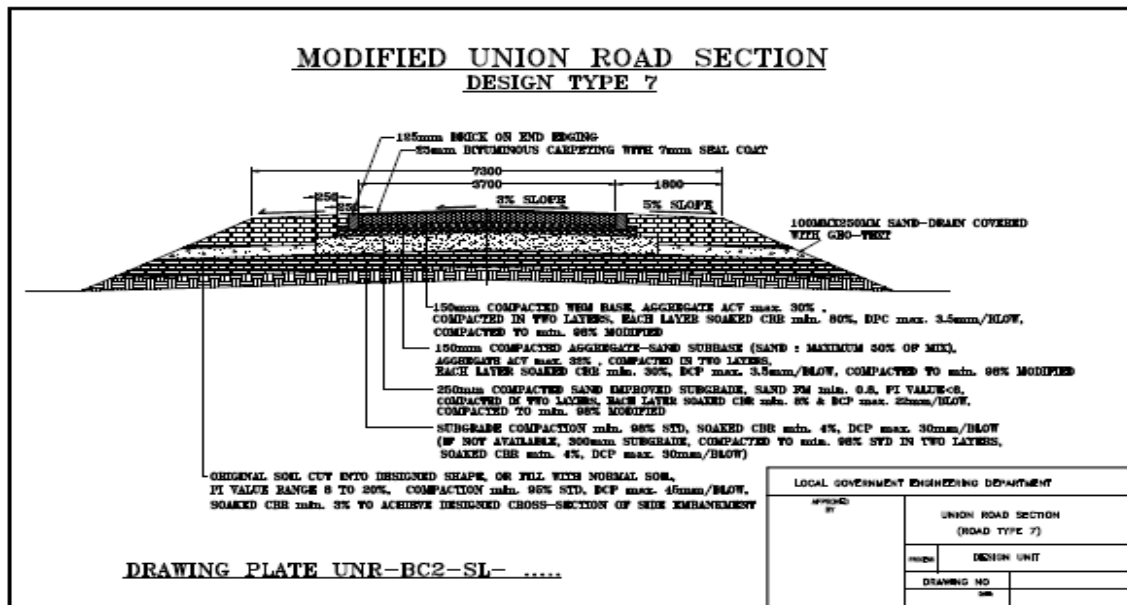 MODIFIED UNION ROAD SECTION
DESIGN TYPE 7
125mm BRICK ON END EDGING
25mm BITUMINOUS CARPETING WITH 7mm SEAL COAT
7300
3700
1800
250
250
3% SLOPE
5% SLOPE
100MMX250MM SAND-DRAIN COVERED
WITH GEO-TEXT
150mm COMPACTED WBM BASE, AGGREGATE ACV max. 30% .
COMPACTED IN TWO LAYERS, EACH LAYER SOAKED CBR min. 80%, DPC max. 3.5mm/BLOW,
COMPACTED TO min. 98% MODIFIED
150mm COMPACTED AGGREGATE-SAND SUBBASE (SAND : MAXIMUM 50% OF MIX),
AGGREGATE ACV max. 32% , COMPACTED IN TWO LAYERS,
EACH LAYER SOAKED CBR min. 30%, DCP max. 3.5mm/BLOW, COMPACTED TO min. 98% MODIFIED
250mm COMPACTED SAND IMPROVED SUBGRADE, SAND FM min. 0.8, PI VALUE<6,
COMPACTED IN TWO LAYERS, EACH LAYER SOAKED CBR min. 8% & DCP max. 22mm/BLOW,
COMPACTED TO min. 98% MODIFIED
SUBGRADE COMPACTION min. 98% STD, SOAKED CBR min. 4%, DCP max. 30mm/BLOW
(IF NOT AVAILABLE, 300mm SUBGRADE, COMPACTED TO min. 98% STD IN TWO LAYERS,
SOAKED CBR min. 4%, DCP max. 30mm/BLOW)
ORIGINAL SOIL CUT INTO DESIGNED SHAPE, OR FILL WITH NORMAL SOIL,
PI VALUE RANGE 6 TO 20%, COMPACTION min. 95% STD, DCP max. 45mm/BLOW,
SOAKED CBR min. 3% TO ACHIEVE DESIGNED CROSS-SECTION OF SIDE EMBANKMENT
LOCAL GOVERNMENT ENGINEERING DEPARTMENT
APPROVED
BY
UNION ROAD SECTION
(ROAD TYPE 7)
DESIGN UNIT
DRAWING NO
DRAWING PLATE UNR-BC2-SL- .....